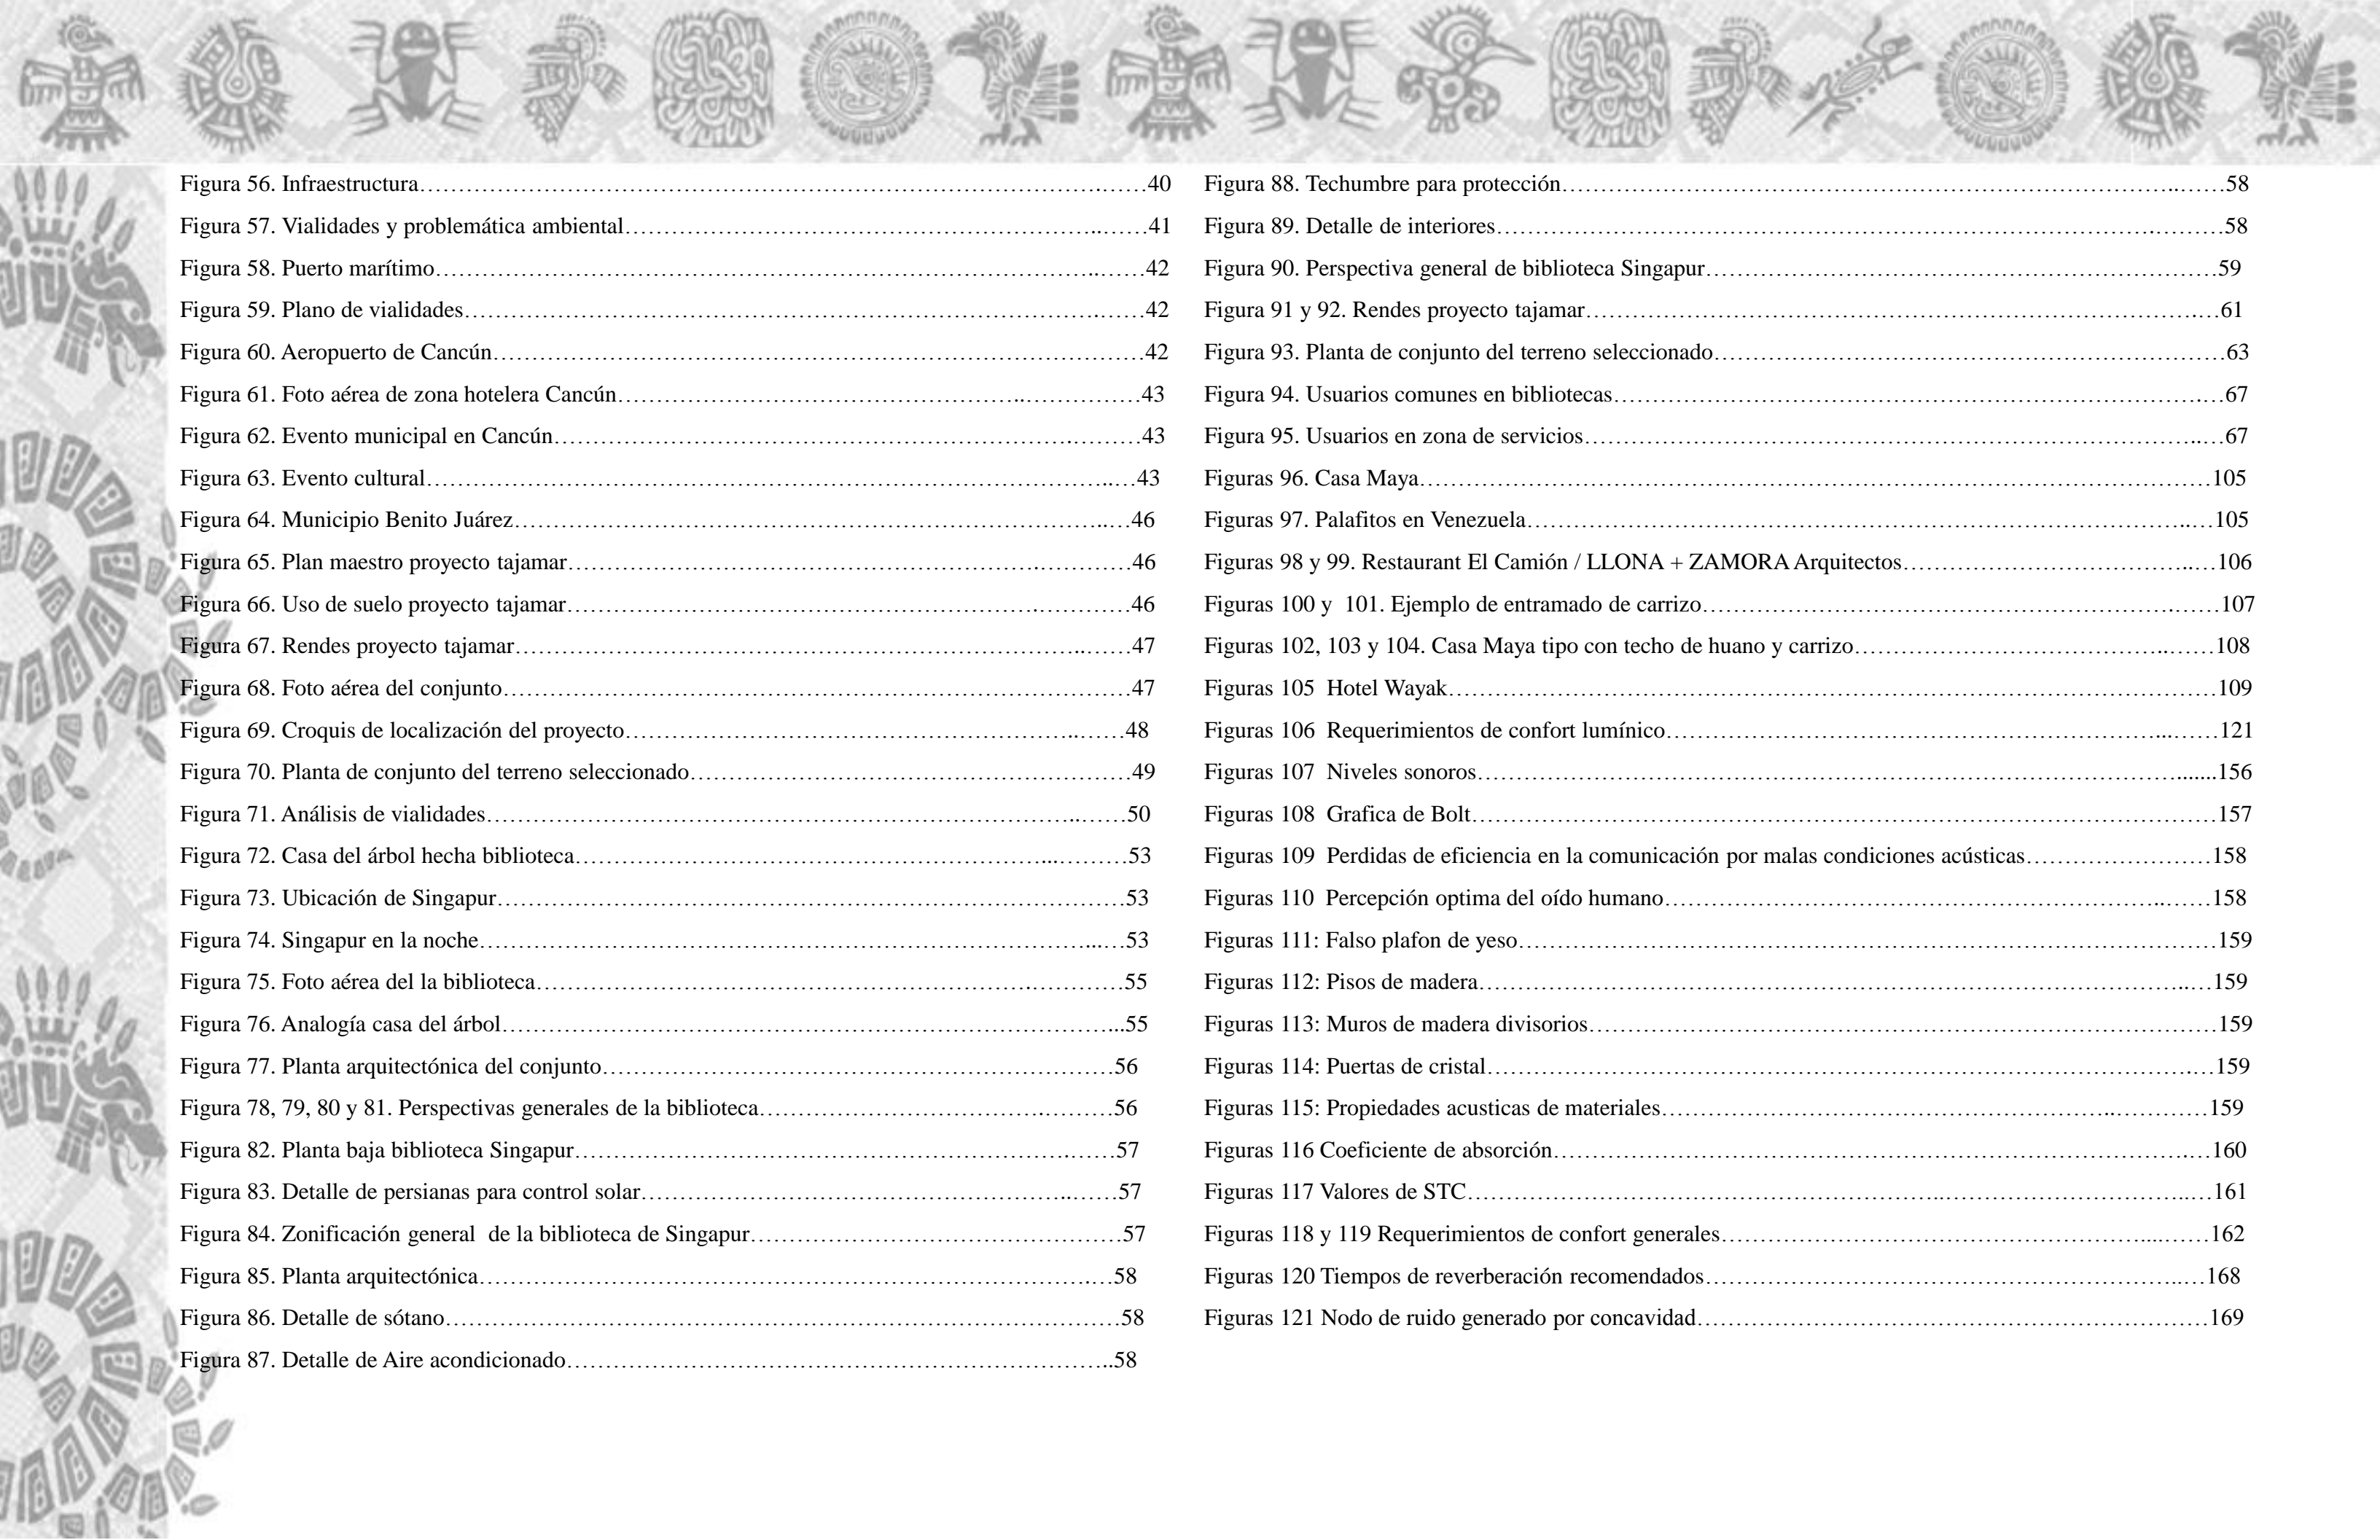 Figura 56. Infraestructura……………………………………………………………………………….……40
Figura 57. Vialidades y problemática ambiental……………………………………………………..……41
Figura 58. Puerto marítimo……………………………………………………………………………..……42
Figura 59. Plano de vialidades………………………………………………………………………….……42
Figura 60. Aeropuerto de Cancún……………………………………………………………………………42
Figura 61. Foto aérea de zona hotelera Cancún……………………………………………..……………43
Figura 62. Evento municipal en Cancún…………………………………………………………….………43
Figura 63. Evento cultural………………………………………………………………………………..…43
Figura 64. Municipio Benito Juárez……………………………………………………………………..…46
Figura 65. Plan maestro proyecto tajamar………………………………………………………….…………46
Figura 66. Uso de suelo proyecto tajamar………………………………………………………….…………46
Figura 67. Rendes proyecto tajamar…………………………………………………………………..……47
Figura 68. Foto aérea del conjunto……………………………………………………………………………47
Figura 69. Croquis de localización del proyecto……………………………………………………..……48
Figura 70. Planta de conjunto del terreno seleccionado……………………………………………………49
Figura 71. Análisis de vialidades……………………………………………………………………..……50
Figura 72. Casa del árbol hecha biblioteca……………………………………………………...………53
Figura 73. Ubicación de Singapur……………………………………………………………………………53
Figura 74. Singapur en la noche………………………………………………………………………...…53
Figura 75. Foto aérea del la biblioteca………………………………………………………….…………55
Figura 76. Analogía casa del árbol………………………………………………………………………...55
Figura 77. Planta arquitectónica del conjunto………………………………………………………………56
Figura 78, 79, 80 y 81. Perspectivas generales de la biblioteca………………………………….………56
Figura 82. Planta baja biblioteca Singapur………………………………………………………….……57
Figura 83. Detalle de persianas para control solar…………………………………………………..……57
Figura 84. Zonificación general  de la biblioteca de Singapur……………………………………………57
Figura 85. Planta arquitectónica……………………………………………………………………….…58
Figura 86. Detalle de sótano…………………………………………………………………………………58
Figura 87. Detalle de Aire acondicionado…………………………………………………………………..58
Figura 88. Techumbre para protección……………………………………………………………………..……58
Figura 89. Detalle de interiores……………………………………………………………………………….………58
Figura 90. Perspectiva general de biblioteca Singapur……………………………………………………………59
Figura 91 y 92. Rendes proyecto tajamar…………………………………………………………………….…61
Figura 93. Planta de conjunto del terreno seleccionado……………………………………………………………63
Figura 94. Usuarios comunes en bibliotecas………………………………………………………………….…67
Figura 95. Usuarios en zona de servicios……………………………………………………………………..…67
Figuras 96. Casa Maya…………………………………………………………………………………………………105
Figuras 97. Palafitos en Venezuela…………………………………………………………………………..…105
Figuras 98 y 99. Restaurant El Camión / LLONA + ZAMORA Arquitectos………………………………..…106
Figuras 100 y  101. Ejemplo de entramado de carrizo………………………………………………….……107
Figuras 102, 103 y 104. Casa Maya tipo con techo de huano y carrizo…………………………………..……108
Figuras 105  Hotel Wayak………………………………………………………………………………………………109
Figuras 106  Requerimientos de confort lumínico…………………………………………………………...……121
Figuras 107  Niveles sonoros…………………………………………………………………………………......156
Figuras 108  Grafica de Bolt……………………………………………………………………………………………157
Figuras 109  Perdidas de eficiencia en la comunicación por malas condiciones acústicas……………………158
Figuras 110  Percepción optima del oído humano…………………………………………………………..……158
Figuras 111: Falso plafon de yeso……………………………………………………………………………………159
Figuras 112: Pisos de madera…………………………………………………………………………………..…159
Figuras 113: Muros de madera divisorios……………………………………………………………………………159
Figuras 114: Puertas de cristal………………………………………………………………………………….…159
Figuras 115: Propiedades acusticas de materiales……………………………………………………..…………159
Figuras 116 Coeficiente de absorción………………………………………………………………………….…160
Figuras 117 Valores de STC………………………………………………………….……………………………..…161
Figuras 118 y 119 Requerimientos de confort generales……………………………………………………....……162
Figuras 120 Tiempos de reverberación recomendados……………………………………………………..…168
Figuras 121 Nodo de ruido generado por concavidad………………………………………………………………169